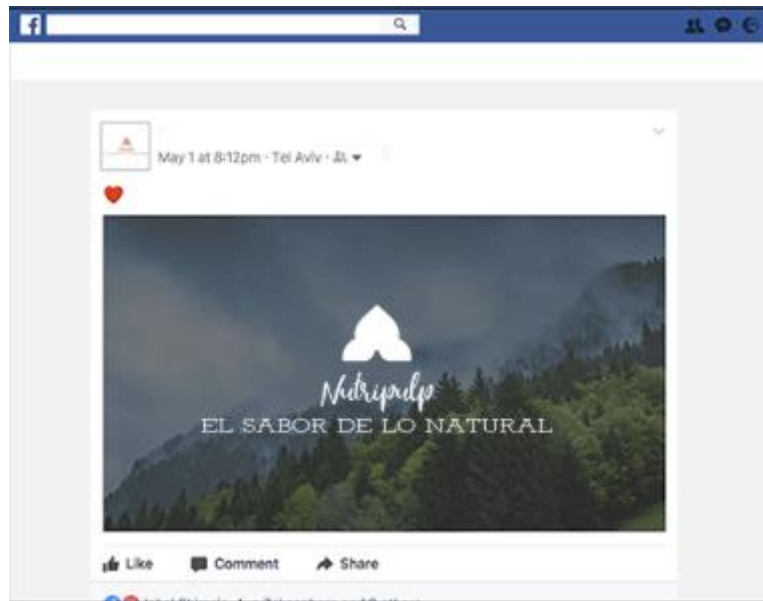 f
May 1 at 8:12pm · Tel Aviv ·
Nutripulp
EL SABOR DE LO NATURAL
Like Comment Share